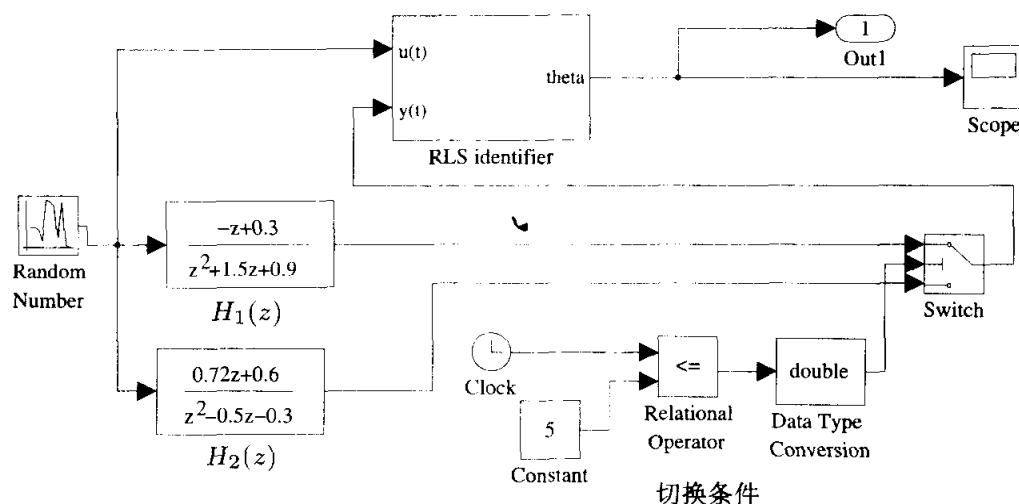 1
Out1
u(t)
theta
y(t)
Scope
RLS identifier
-z+0.3
z²+1.5z+0.9
H₁(z)
Random
Number
Switch
0.72z+0.6
z²-0.5z-0.3
H₂(z)
Clock
<=
double
5
Relational
Operator
Data Type
Conversion
Constant
切换条件